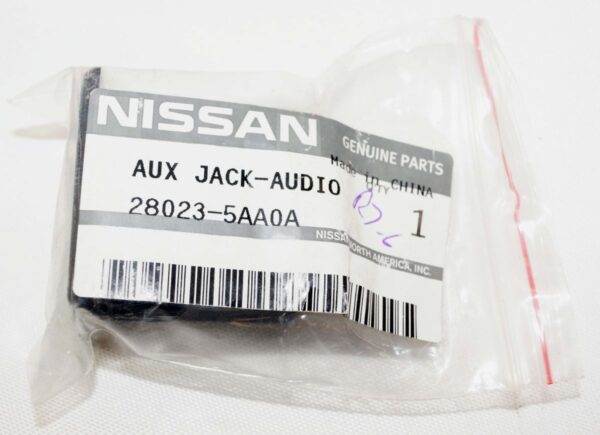 NISSAN
GENUINE PARTS
AUX JACK-AUDIO
Made in CHINA
QTY
28023-5AA0A
1
NISSAN NORTH AMERICA, INC.